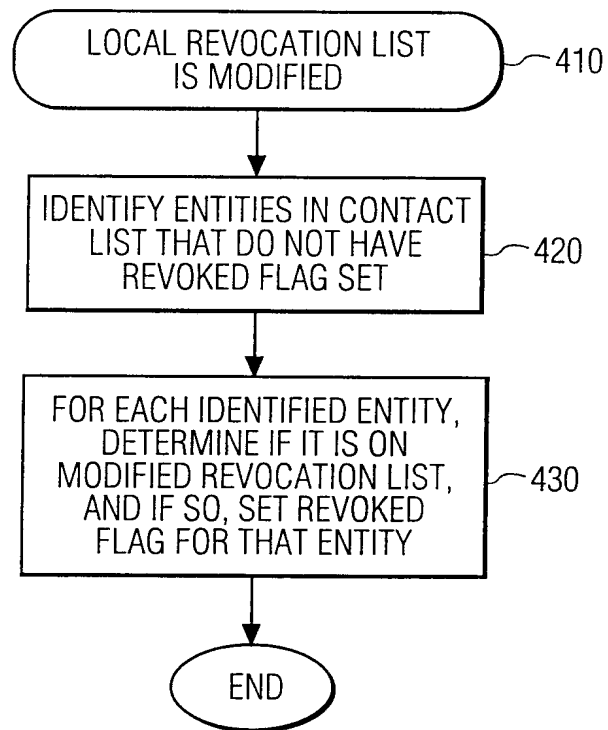 LOCAL REVOCATION LIST
IS MODIFIED
410
IDENTIFY ENTITIES IN CONTACT
LIST THAT DO NOT HAVE
REVOKED FLAG SET
420
FOR EACH IDENTIFIED ENTITY,
DETERMINE IF IT IS ON
MODIFIED REVOCATION LIST,
AND IF SO, SET REVOKED
FLAG FOR THAT ENTITY
430
END